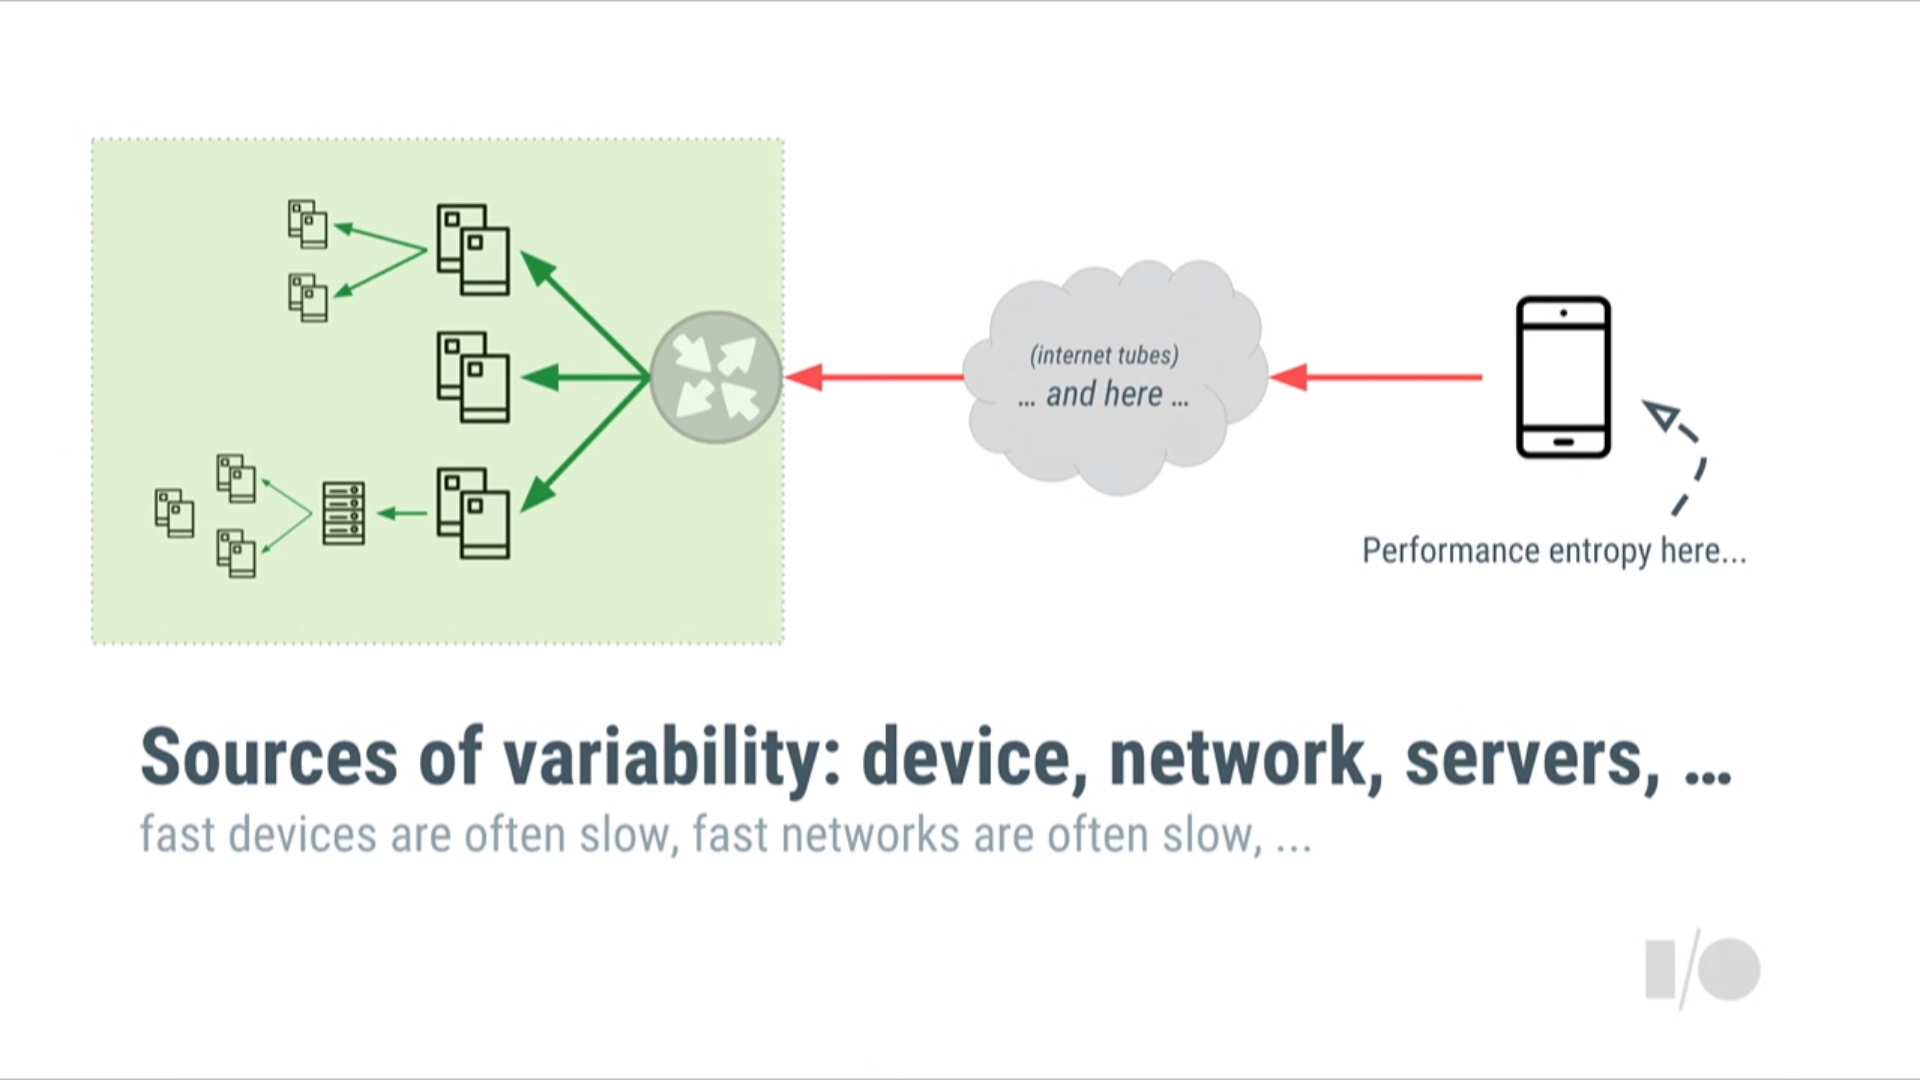 (internet tubes)
... and here ...
Performance entropy here...
Sources of variability: device, network, servers, ...
fast devices are often slow, fast networks are often slow, ...
I/O